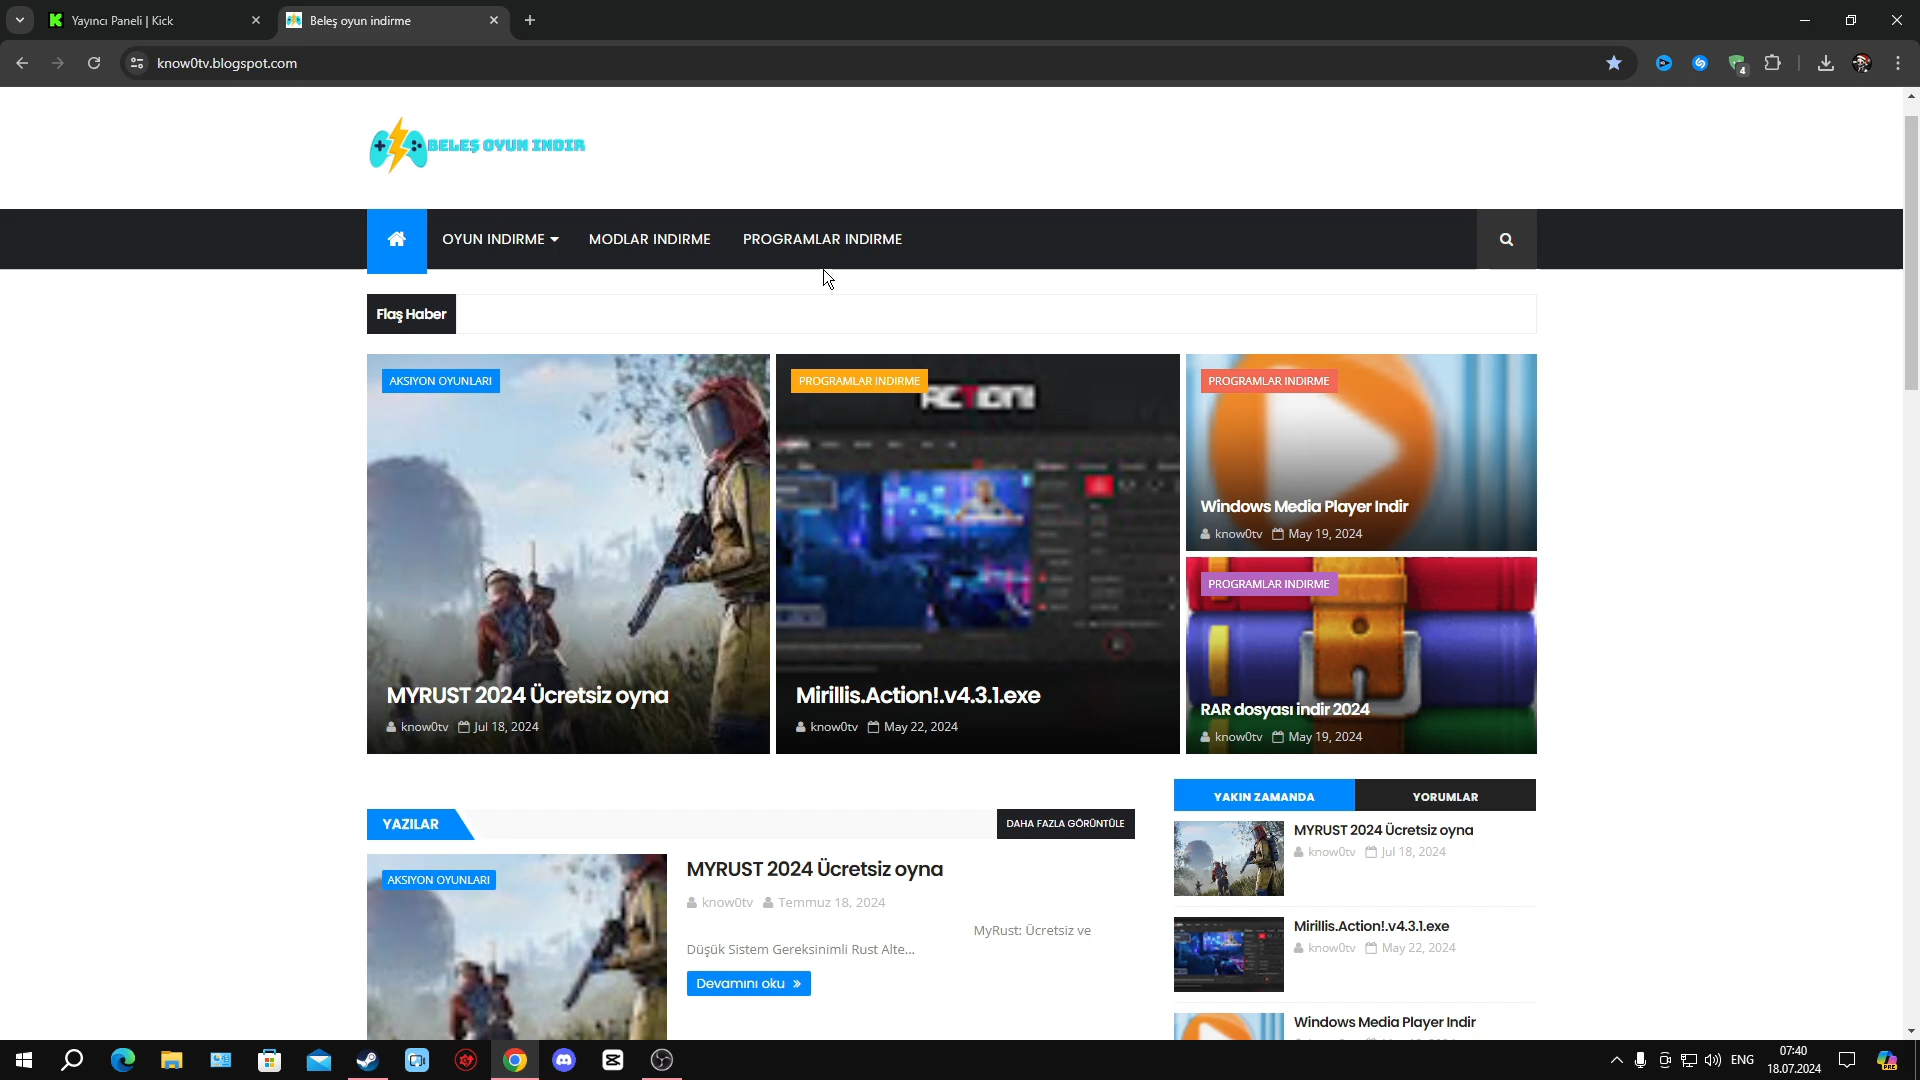 Yayıncı Paneli | Kick
Beleş oyun indirme
know0tv.blogspot.com
4
BELEŞ OYUN INDIR
OYUN INDIRME
MODLAR INDIRME
PROGRAMLAR INDIRME
Flaş Haber
AKSIYON OYUNLARI
MYRUST 2024 Ücretsiz oyna
know0tv Jul 18, 2024
PROGRAMLAR INDIRME
ACTION!
Mirillis.Action!.v4.3.1.exe
know0tv May 22, 2024
PROGRAMLAR INDIRME
Windows Media Player Indir
know0tv May 19, 2024
PROGRAMLAR INDIRME
RAR dosyası indir 2024
know0tv May 19, 2024
YAZILAR
DAHA FAZLA GÖRÜNTÜLE
AKSIYON OYUNLARI
MYRUST 2024 Ücretsiz oyna
know0tv Temmuz 18, 2024
MyRust: Ücretsiz ve
Düşük Sistem Gereksinimli Rust Alte...
Devamını oku »
YAKIN ZAMANDA
YORUMLAR
MYRUST 2024 Ücretsiz oyna
know0tv Jul 18, 2024
Mirillis.Action!.v4.3.1.exe
know0tv May 22, 2024
Windows Media Player Indir
ENG
07:40
18.07.2024